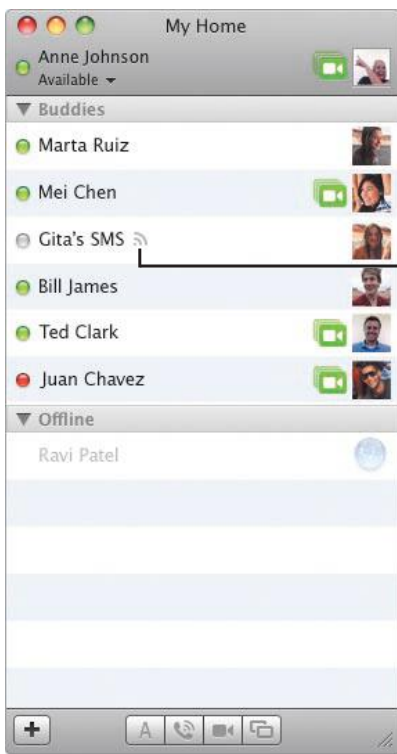 My Home
Anne Johnson
Available
Buddies
Marta Ruiz
Mei Chen
Gita's SMS
Bill James
Ted Clark
Juan Chavez
Offline
Ravi Patel
A